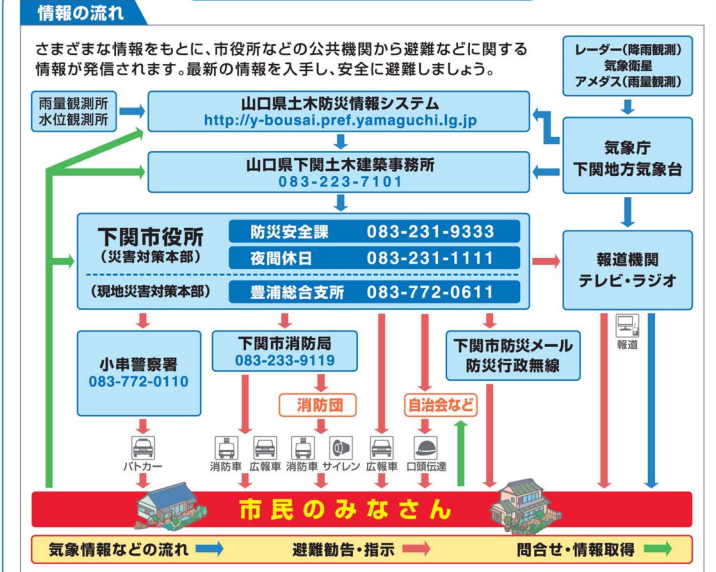 情報の流れ
さまざまな情報をもとに、市役所などの公共機関から避難などに関する
情報が発信されます。最新の情報を入手し、安全に避難しましょう。
レーダー(降雨観測)
気象衛星
アメダス(雨量観測)
雨量観測所
水位観測所
山口県土木防災情報システム
http://y-bousai.pref.yamaguchi.lg.jp
気象庁
下関地方気象台
山口県下関土木建築事務所
083-223-7101
下関市役所
(災害対策本部)
防災安全課 083-231-9333
夜間休日 083-231-1111
(現地災害対策本部)
豊浦総合支所 083-772-0611
報道機関
テレビ・ラジオ
報道
小串警察署
083-772-0110
下関市消防局
083-233-9119
下関市防災メール
防災行政無線
消防団
自治会など
パトカー
消防車
広報車
消防車
サイレン
広報車
口頭伝達
市民のみなさん
気象情報などの流れ
避難勧告・指示
問合せ・情報取得